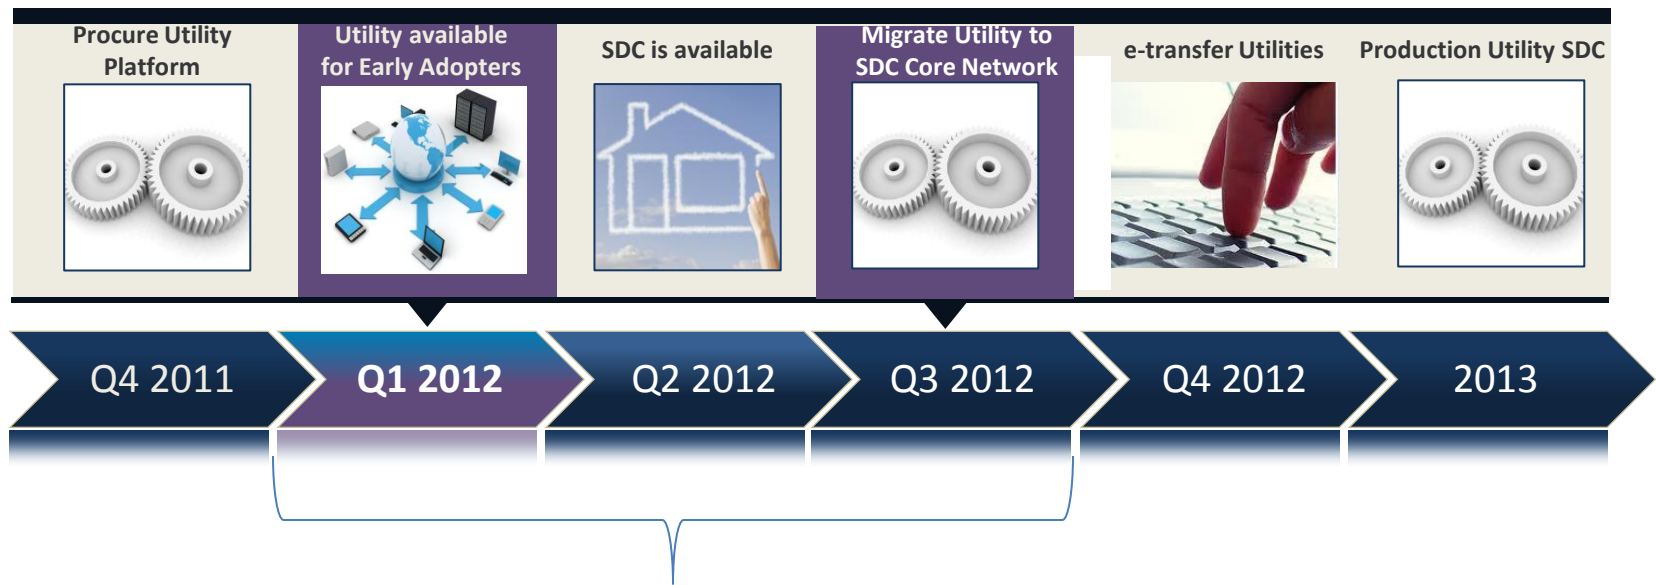 Procure Utility
Platform
Utility available
for Early Adopters
SDC is available
Migrate Utility to
SDC Core Network
e-transfer Utilities
Production Utility SDC
Q4 2011
Q1 2012
Q2 2012
Q3 2012
Q4 2012
2013